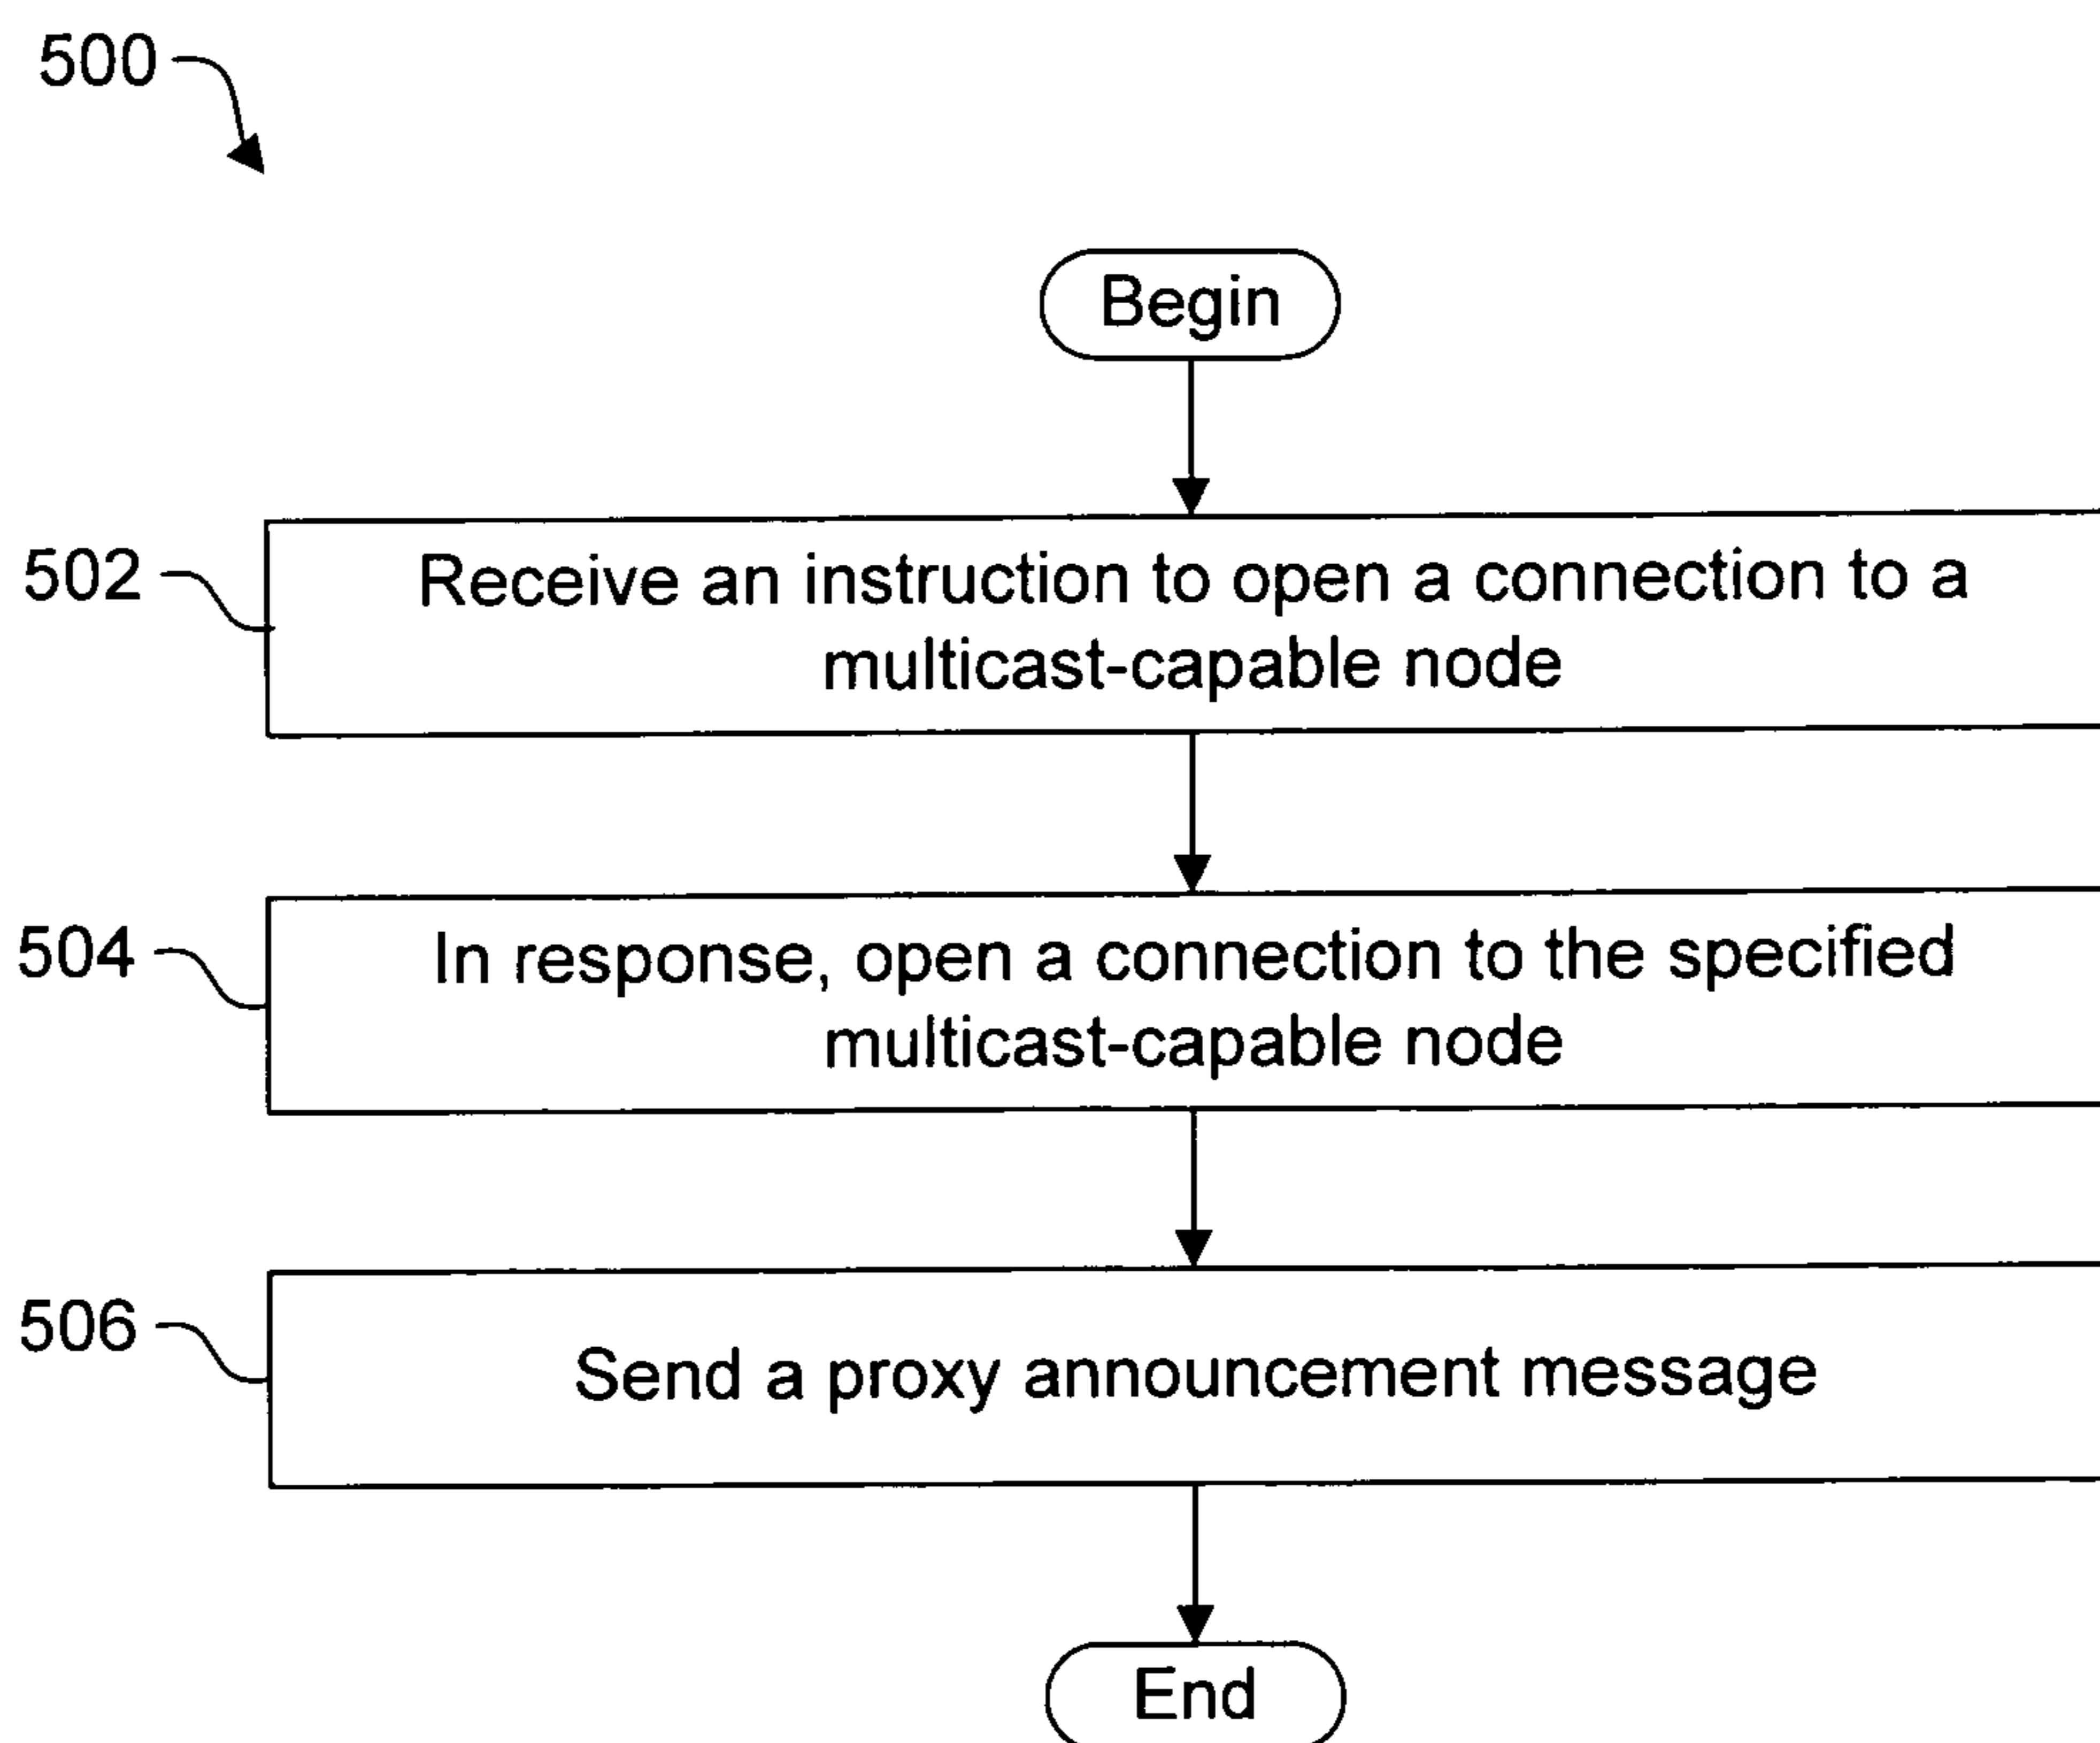 500
Begin
502
Receive an instruction to open a connection to a
multicast-capable node
504
In response, open a connection to the specified
multicast-capable node
506
Send a proxy announcement message
End